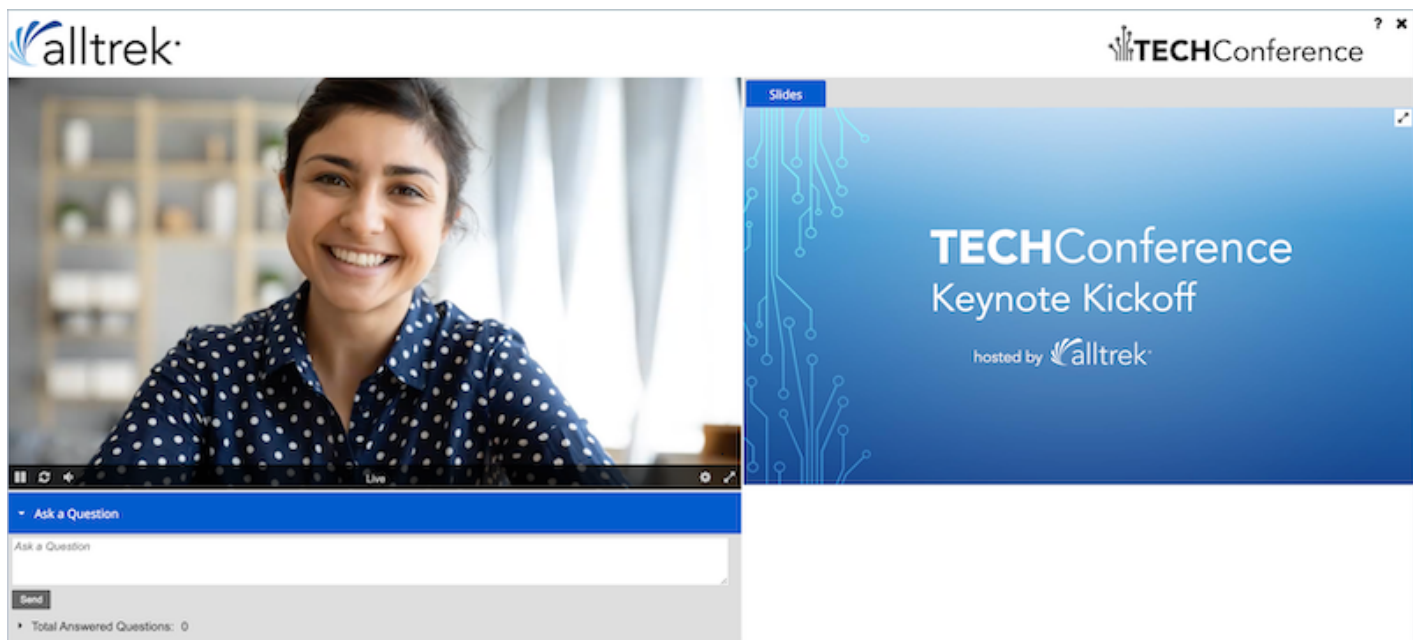 alltrek
TECHConference
? ×
Slides
TECHConference
Keynote Kickoff
hosted by alltrek
Live
Ask a Question
Ask a Question
Send
Total Answered Questions: 0